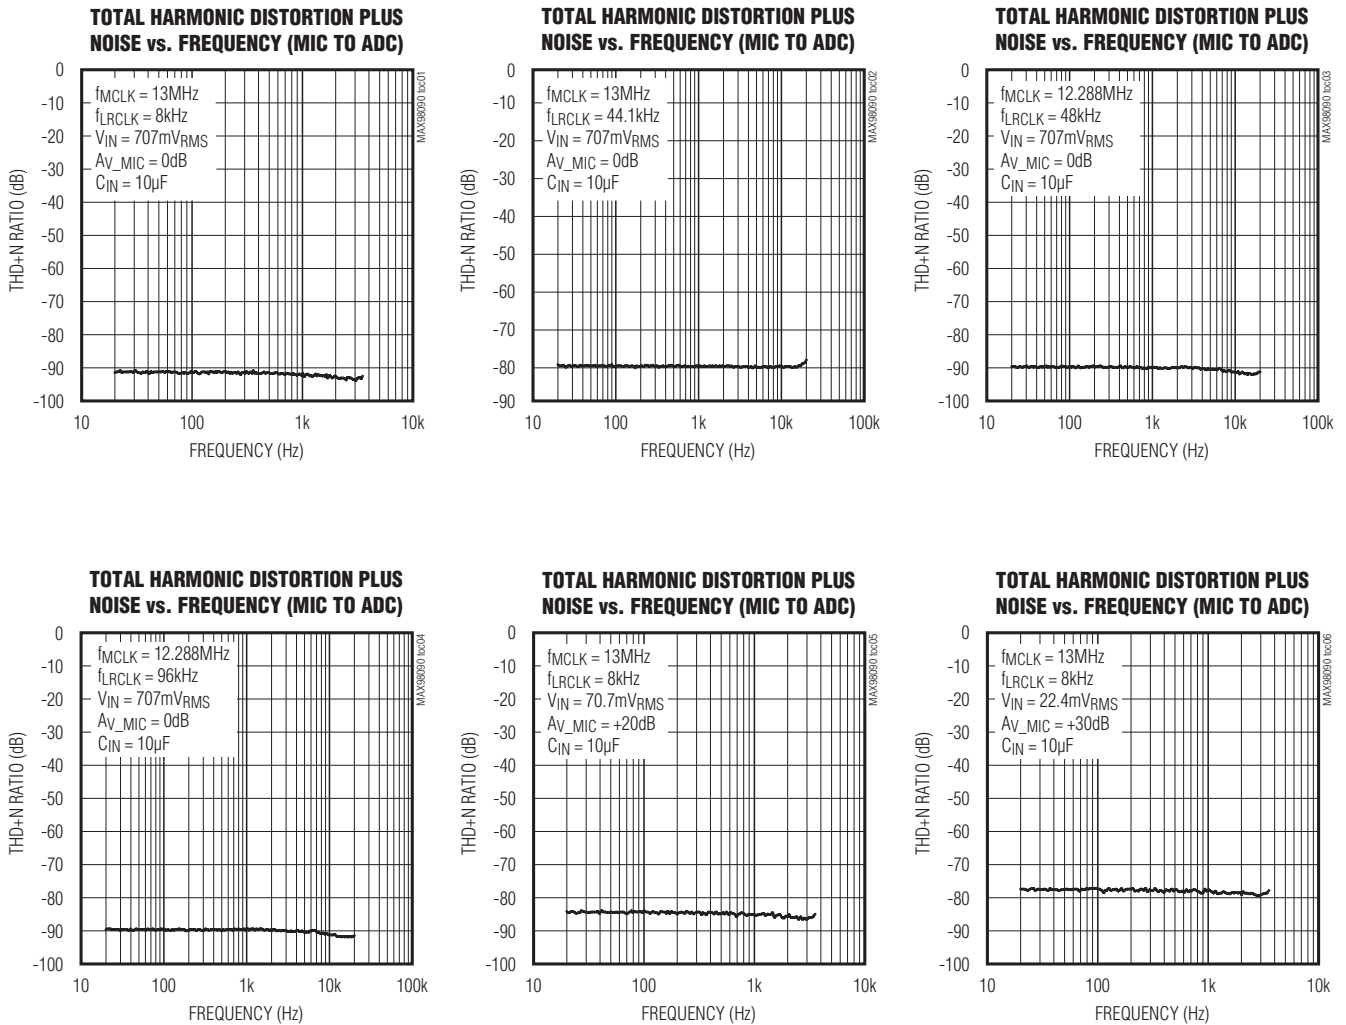 TOTAL HARMONIC DISTORTION PLUS
NOISE vs. FREQUENCY (MIC TO ADC)
MAX98090 toc01
fMCLK = 13MHz
fLRCLK = 8kHz
VIN = 707mVRMS
AV_MIC = 0dB
CIN = 10µF
THD+N RATIO (dB)
0
-10
-20
-30
-40
-50
-60
-70
-80
-90
-100
10 100 1k 10k
FREQUENCY (Hz)
TOTAL HARMONIC DISTORTION PLUS
NOISE vs. FREQUENCY (MIC TO ADC)
MAX98090 toc02
fMCLK = 13MHz
fLRCLK = 44.1kHz
VIN = 707mVRMS
AV_MIC = 0dB
CIN = 10µF
THD+N RATIO (dB)
0
-10
-20
-30
-40
-50
-60
-70
-80
-90
10 100 1k 10k 100k
FREQUENCY (Hz)
TOTAL HARMONIC DISTORTION PLUS
NOISE vs. FREQUENCY (MIC TO ADC)
MAX98090 toc03
fMCLK = 12.288MHz
fLRCLK = 48kHz
VIN = 707mVRMS
AV_MIC = 0dB
CIN = 10µF
THD+N RATIO (dB)
0
-10
-20
-30
-40
-50
-60
-70
-80
-90
-100
10 100 1k 10k 100k
FREQUENCY (Hz)
TOTAL HARMONIC DISTORTION PLUS
NOISE vs. FREQUENCY (MIC TO ADC)
MAX98090 toc04
fMCLK = 12.288MHz
fLRCLK = 96kHz
VIN = 707mVRMS
AV_MIC = 0dB
CIN = 10µF
THD+N RATIO (dB)
0
-10
-20
-30
-40
-50
-60
-70
-80
-90
-100
10 100 1k 10k 100k
FREQUENCY (Hz)
TOTAL HARMONIC DISTORTION PLUS
NOISE vs. FREQUENCY (MIC TO ADC)
MAX98090 toc05
fMCLK = 13MHz
fLRCLK = 8kHz
VIN = 70.7mVRMS
AV_MIC = +20dB
CIN = 10µF
THD+N RATIO (dB)
0
-10
-20
-30
-40
-50
-60
-70
-80
-90
-100
10 100 1k 10k
FREQUENCY (Hz)
TOTAL HARMONIC DISTORTION PLUS
NOISE vs. FREQUENCY (MIC TO ADC)
MAX98090 toc06
fMCLK = 13MHz
fLRCLK = 8kHz
VIN = 22.4mVRMS
AV_MIC = +30dB
CIN = 10µF
THD+N RATIO (dB)
0
-10
-20
-30
-40
-50
-60
-70
-80
-90
-100
10 100 1k 10k
FREQUENCY (Hz)